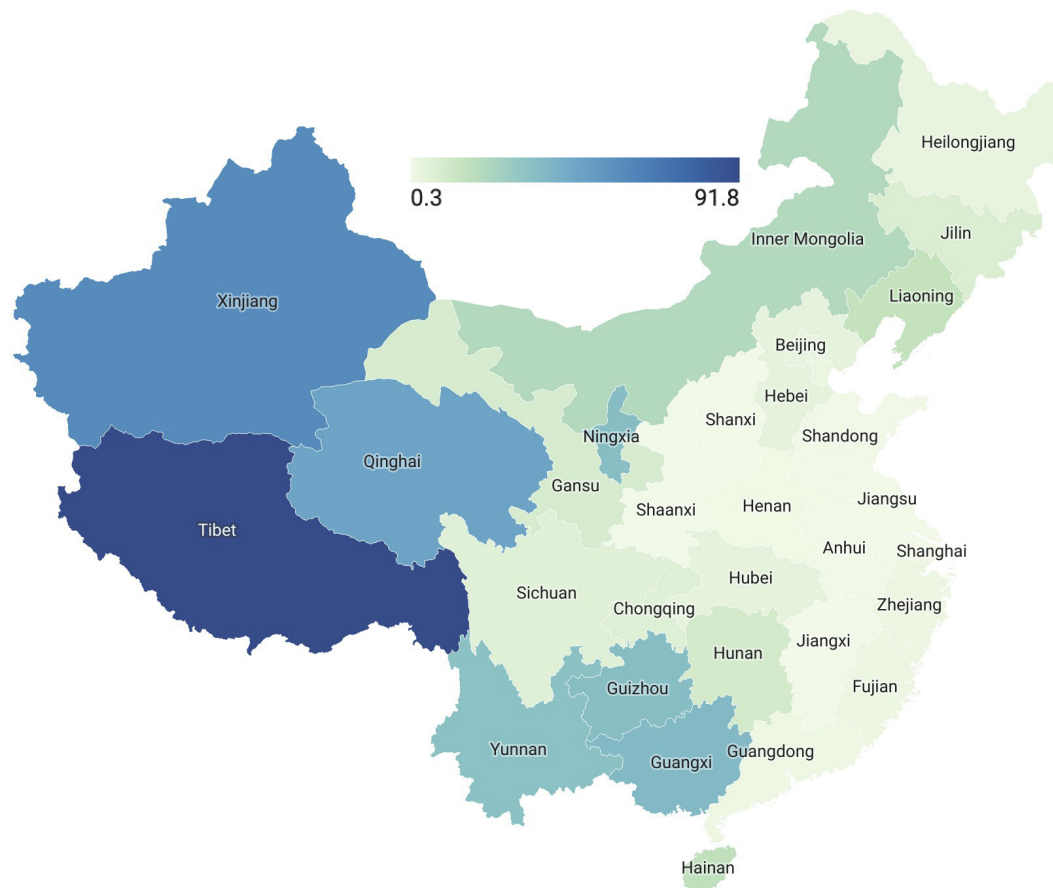 Heilongjiang
0.3
91.8
Jilin
Inner Mongolia
Liaoning
Xinjiang
Beijing
Hebei
Shanxi
Shandong
Ningxia
Qinghai
Gansu
Jiangsu
Shaanxi
Henan
Tibet
Anhui
Shanghai
Hubei
Sichuan
Chongqing
Zhejiang
Jiangxi
Hunan
Fujian
Guizhou
Yunnan
Guangdong
Guangxi
Hainan